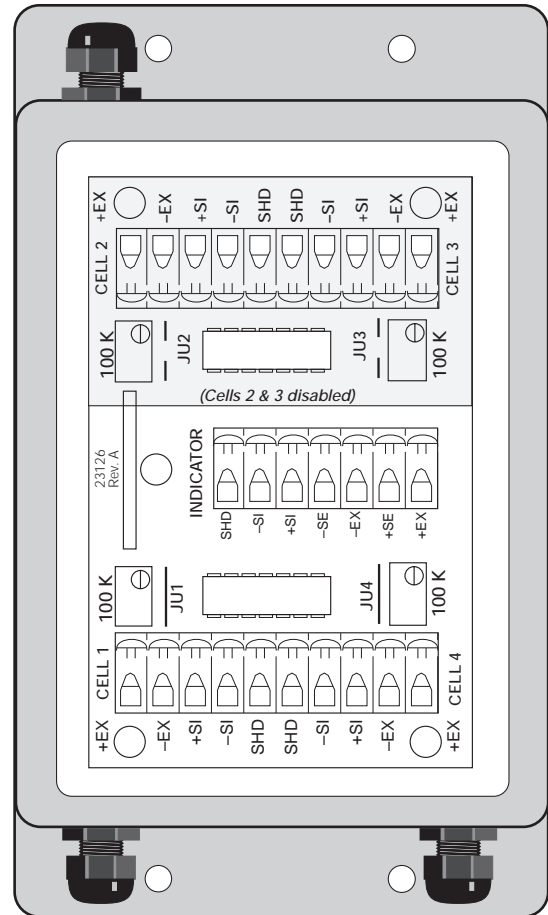 +EX
–EX
+SI
–SI
SHD
SHD
–SI
+SI
–EX
+EX
CELL 2
CELL 3
100 K
JU2
JU3
100 K
(Cells 2 & 3 disabled)
23126
Rev. A
INDICATOR
SHD
–SI
+SI
–SE
–EX
+SE
+EX
100 K
JU1
JU4
100 K
CELL 1
CELL 4
+EX
–EX
+SI
–SI
SHD
SHD
–SI
+SI
–EX
+EX